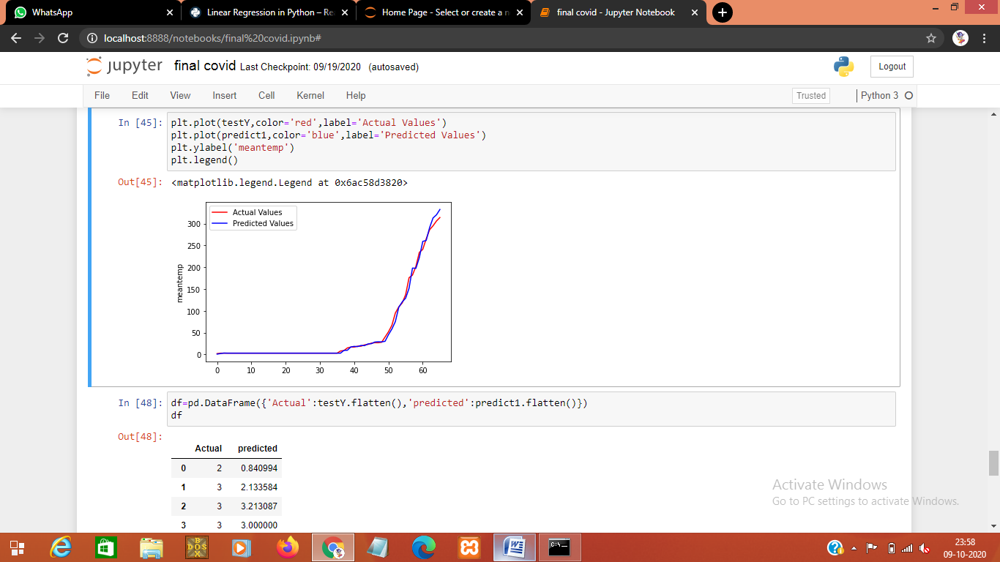 WhatsApp
Linear Regression in Python – Re
Home Page - Select or create a n
final covid - Jupyter Notebook
localhost:8888/notebooks/final%20covid.ipynb#
jupyter final covid Last Checkpoint: 09/19/2020 (autosaved)
Logout
File Edit View Insert Cell Kernel Help
Trusted
Python 3
In [45]: plt.plot(testY,color='red',label='Actual Values')
plt.plot(predict1,color='blue',label='Predicted Values')
plt.ylabel('meantemp')
plt.legend()
Out[45]: <matplotlib.legend.Legend at 0x6ac58d3820>
Actual Values
Predicted Values
300
250
200
150
100
50
0
meantemp
0 10 20 30 40 50 60
In [48]: df=pd.DataFrame({'Actual':testY.flatten(),'predicted':predict1.flatten()})
df
Out[48]:
Actual predicted
0 2 0.840994
1 3 2.133584
2 3 3.213087
3 3 3.000000
Activate Windows
Go to PC settings to activate Windows.
BOX
DOS
C:\_
23:58
09-10-2020